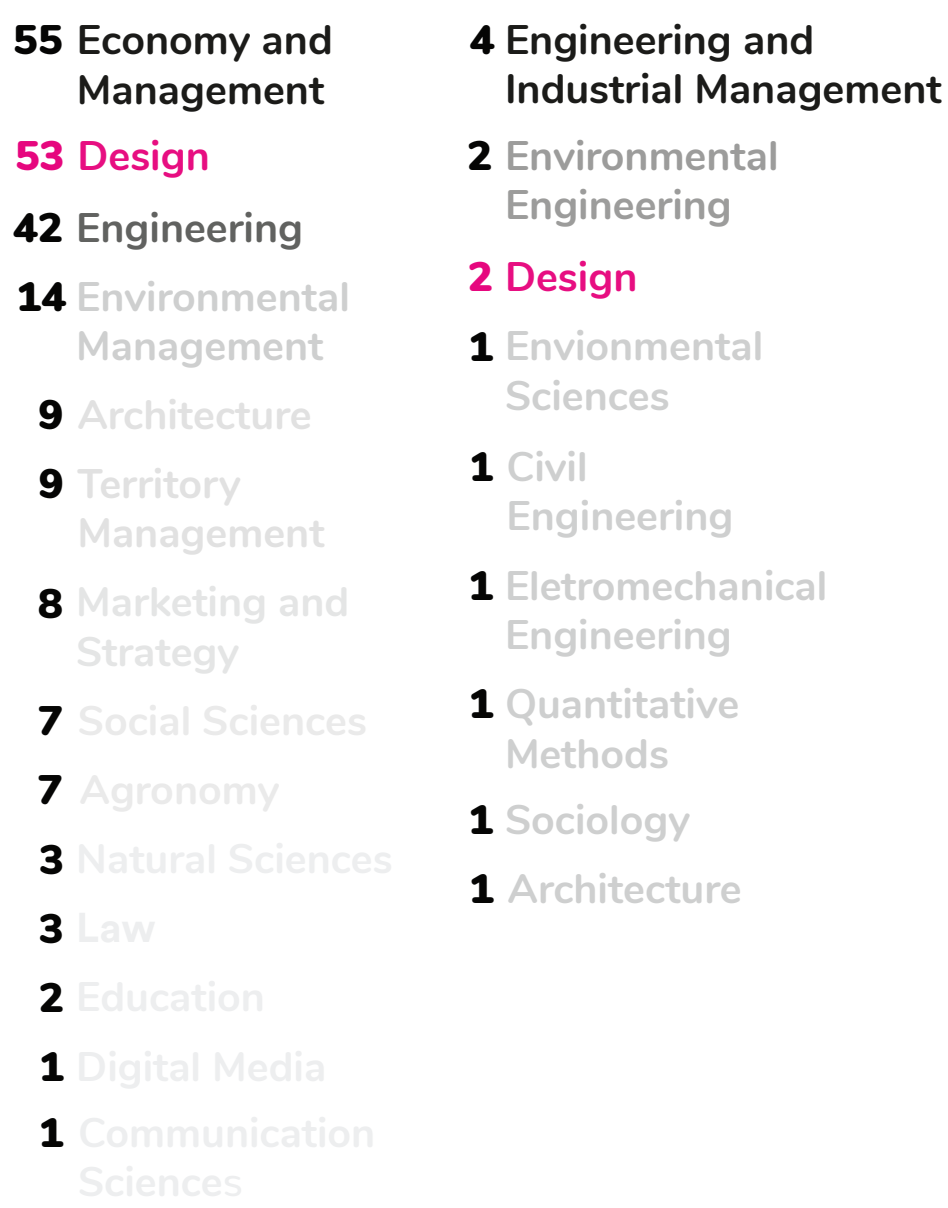 55 Economy and
Management
53 Design
42 Engineering
14 Environmental
Management
9 Architecture
9 Territory
Management
8 Marketing and
Strategy
7 Social Sciences
7 Agronomy
3 Natural Sciences
3 Law
2 Education
1 Digital Media
1 Communication
Sciences
4 Engineering and
Industrial Management
2 Environmental
Engineering
2 Design
1 Envionmental
Sciences
1 Civil
Engineering
1 Eletromechanical
Engineering
1 Quantitative
Methods
1 Sociology
1 Architecture